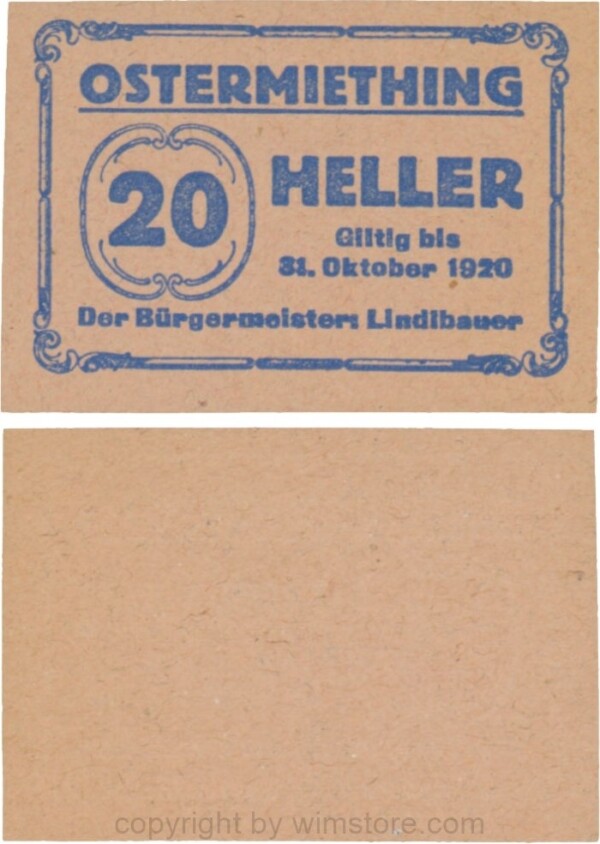 OSTERMIETHING
20
HELLER
Giltig bis
31. Oktober 1920
Der Bürgermeister: Lindlbauer
copyright by wimstore.com